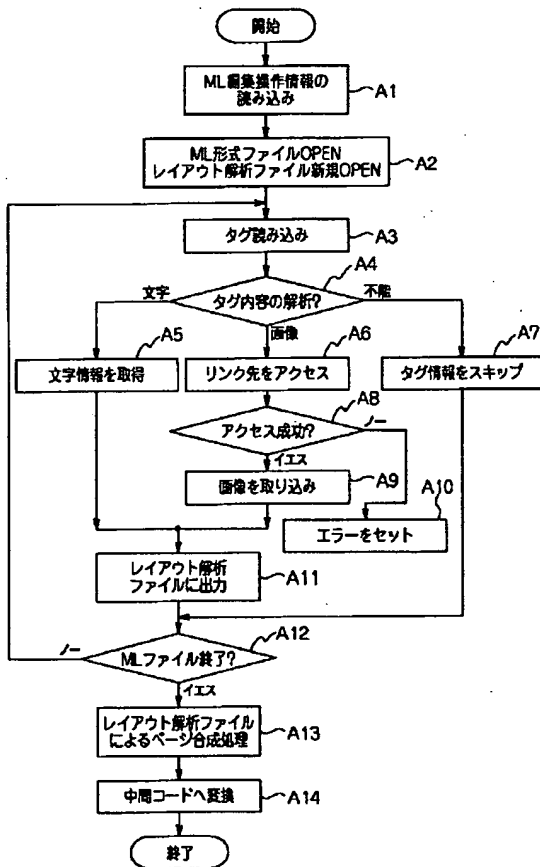 開始
ML編集操作情報の
読み込み
A1
ML形式ファイルOPEN
レイアウト解析ファイル新規OPEN
A2
タグ読み込み
A3
A4
タグ内容の解析?
文字
画像
不能
A5
文字情報を取得
A6
リンク先をアクセス
A7
タグ情報をスキップ
A8
アクセス成功?
ノー
イエス
画像を取り込み
A9
A10
エラーをセット
レイアウト解析
ファイルに出力
A11
A12
MLファイル終了?
ノー
イエス
レイアウト解析ファイル
によるページ合成処理
A13
中間コードへ変換
A14
終了